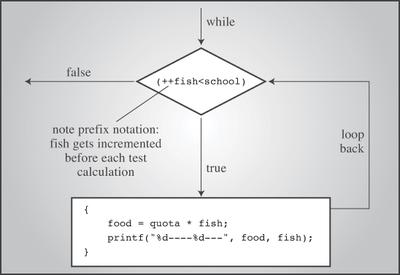 while
false
(++fish<school)
note prefix notation:
fish gets incremented
before each test
calculation
loop
back
true
{
food = quota * fish;
printf("%d----%d---", food, fish);
}